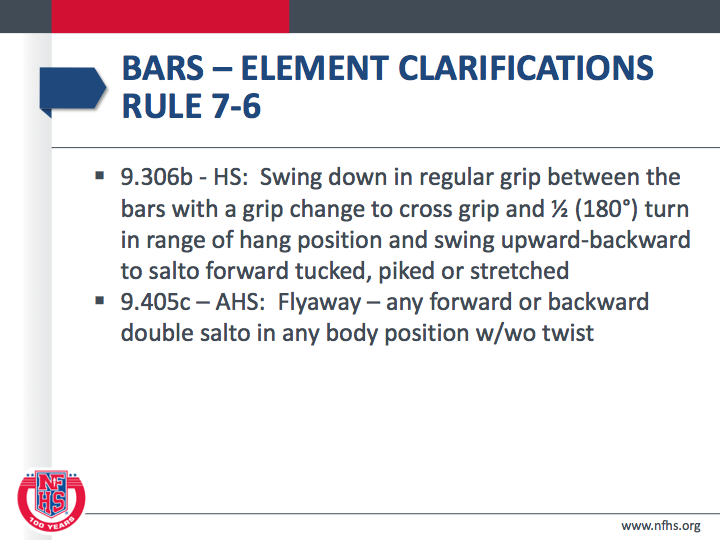 BARS – ELEMENT CLARIFICATIONS
RULE 7-6
▪ 9.306b - HS:  Swing down in regular grip between the
bars with a grip change to cross grip and ½ (180°) turn
in range of hang position and swing upward-backward
to salto forward tucked, piked or stretched
▪ 9.405c – AHS:  Flyaway – any forward or backward
double salto in any body position w/wo twist
NF
HS
100 YEARS
www.nfhs.org